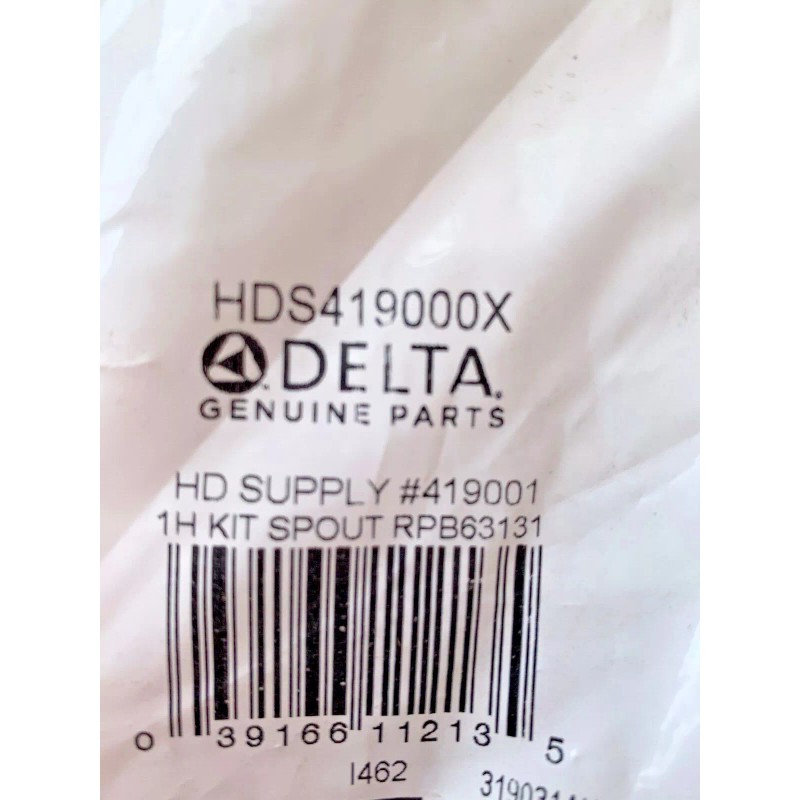 HDS419000X
DELTA
GENUINE PARTS
HD SUPPLY #419001
1H KIT SPOUT RPB63131
0 39166 11213 5
I462